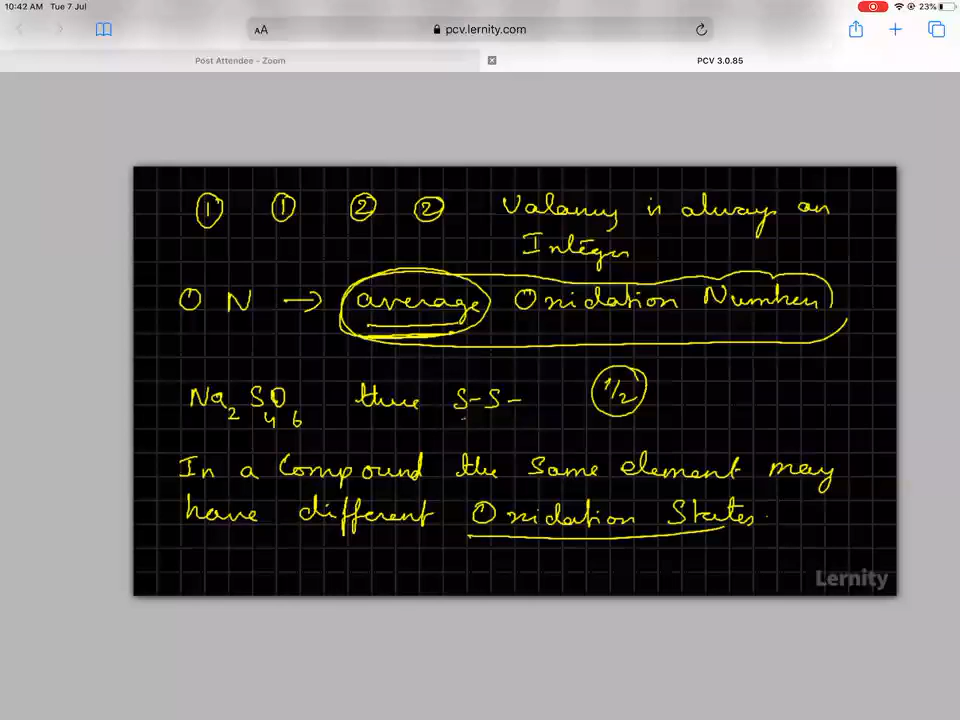 10:42 AM Tue 7 Jul 23%
AA pcv.lernity.com
Post Attendee - Zoom PCV 3.0.85
1 1 2 2 Valancy is always an
Integer
O N → average Oxidation Number
Na2 S4O6 three S-S- 1/2
In a Compound the Same element may
have different Oxidation States.
Lernity